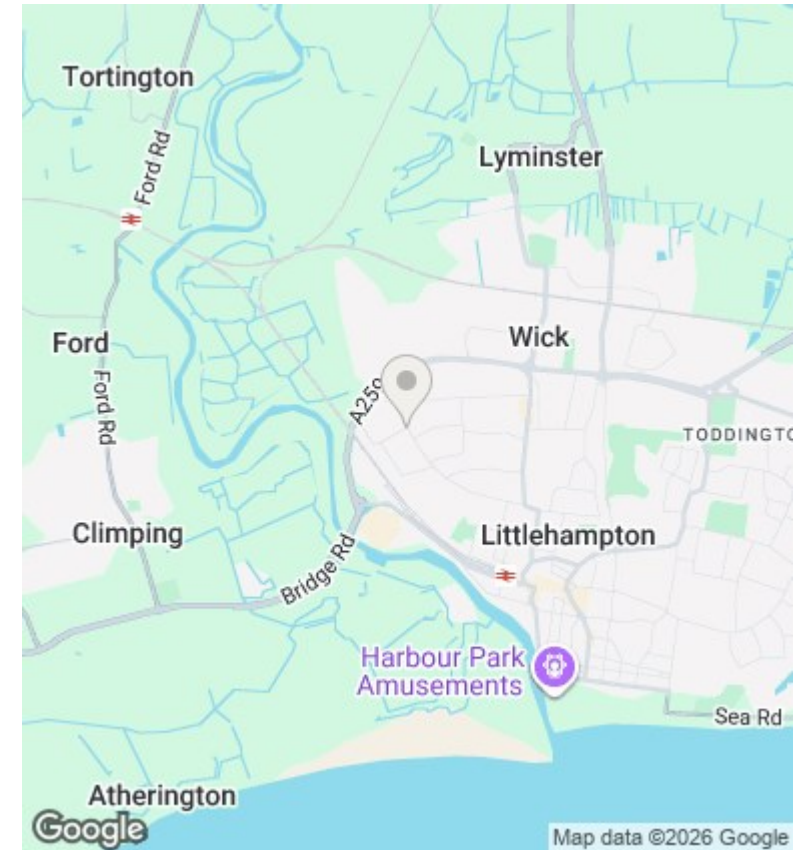 Tortington
Ford Rd
Lyminster
Ford
Wick
A259
Ford Rd
TODDINGTO
Climping
Littlehampton
Bridge Rd
Harbour Park
Amusements
Sea Rd
Atherington
Google
Map data ©2026 Google